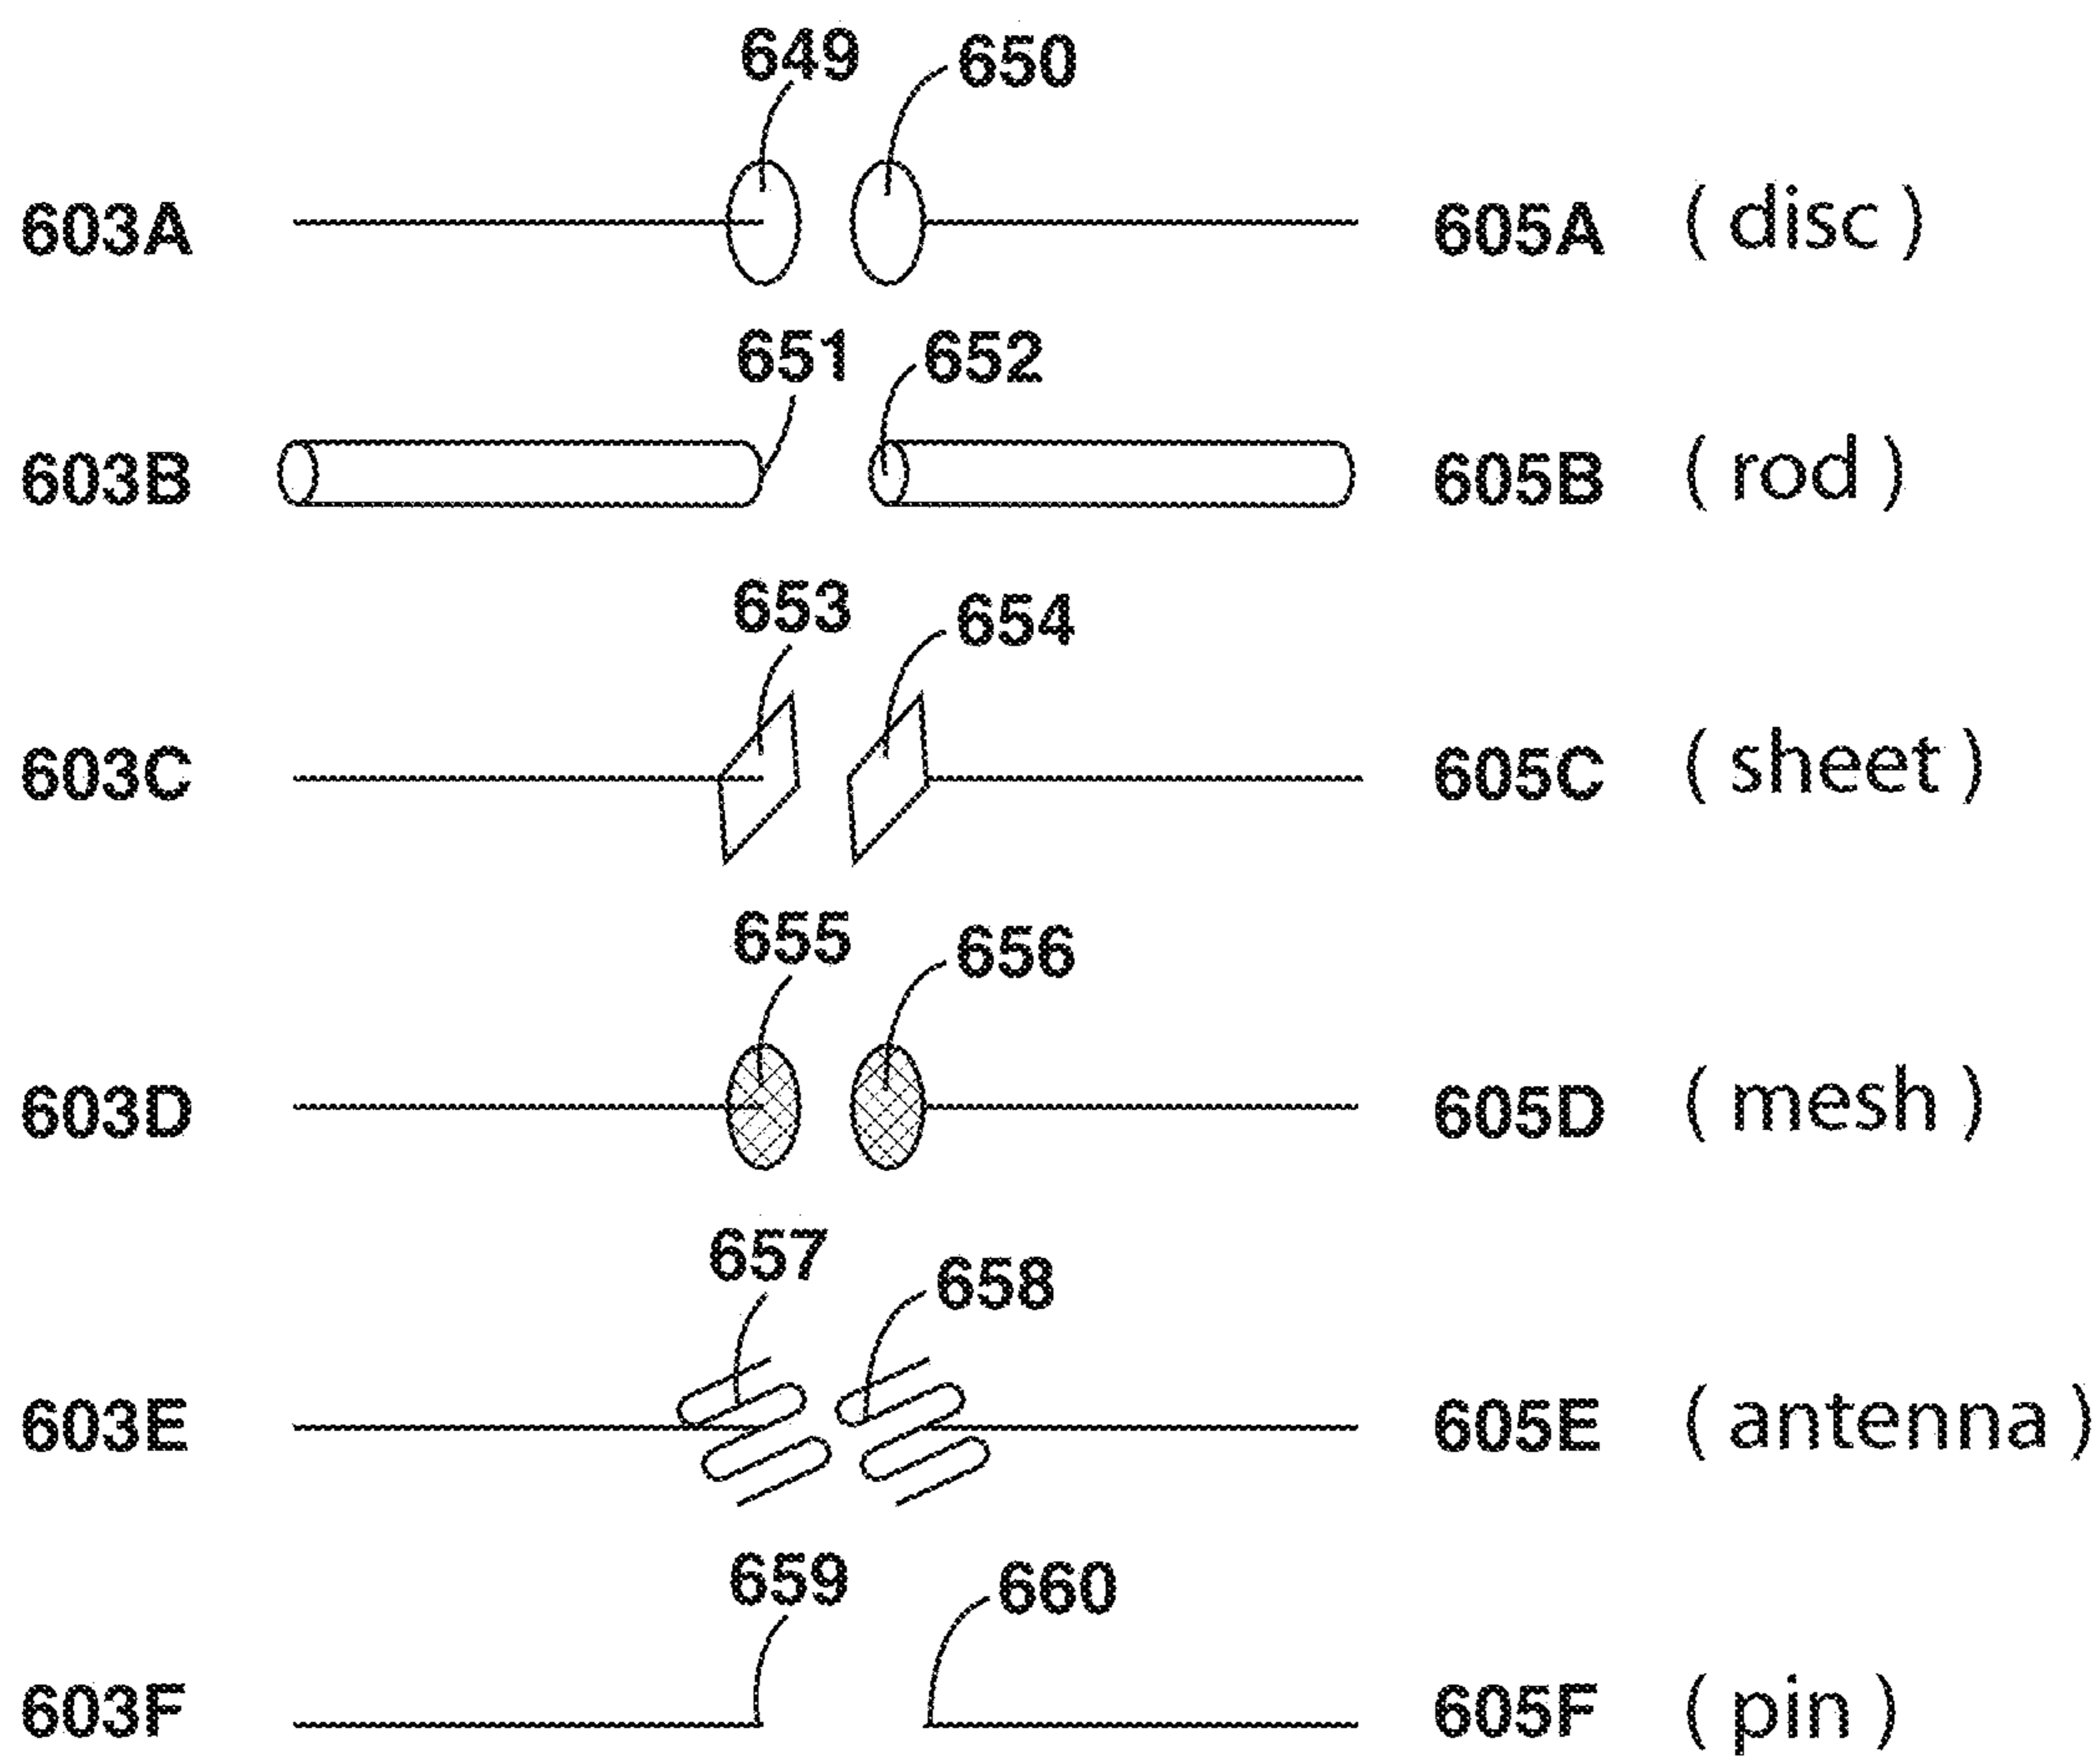 649 650
603A 605A ( disc )
651 652
603B 605B ( rod )
653 654
603C 605C ( sheet )
655 656
603D 605D ( mesh )
657 658
603E 605E ( antenna )
659 660
603F 605F ( pin )